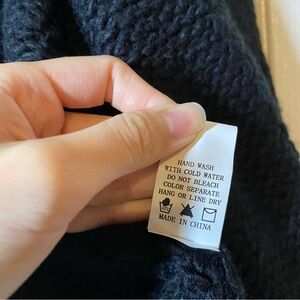 HAND WASH
WITH COLD WATER
DO NOT BLEACH
COLOR SEPARATE
HANG OR LINE DRY
MADE IN CHINA